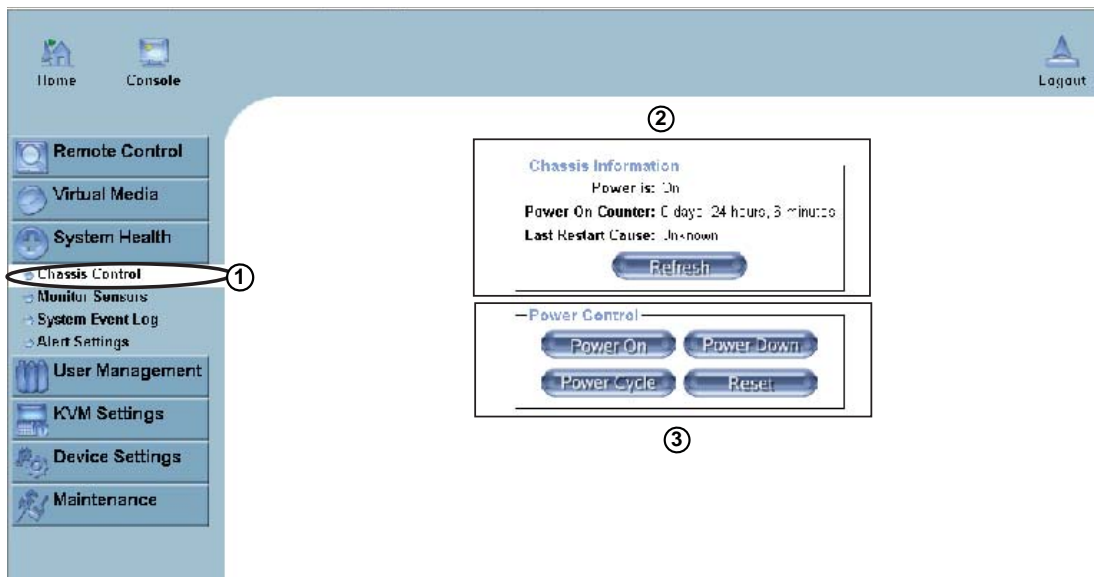 Home
Console
Logout
Remote Control
Virtual Media
System Health
Chassis Control
①
Monitor Sensors
System Event Log
Alert Settings
User Management
KVM Settings
Device Settings
Maintenance
②
Chassis Information
Power is: On
Power On Counter: 0 days, 24 hours, minutes
Last Restart Cause: Unknown
Refresh
Power Control
Power On
Power Down
Power Cycle
Reset
③